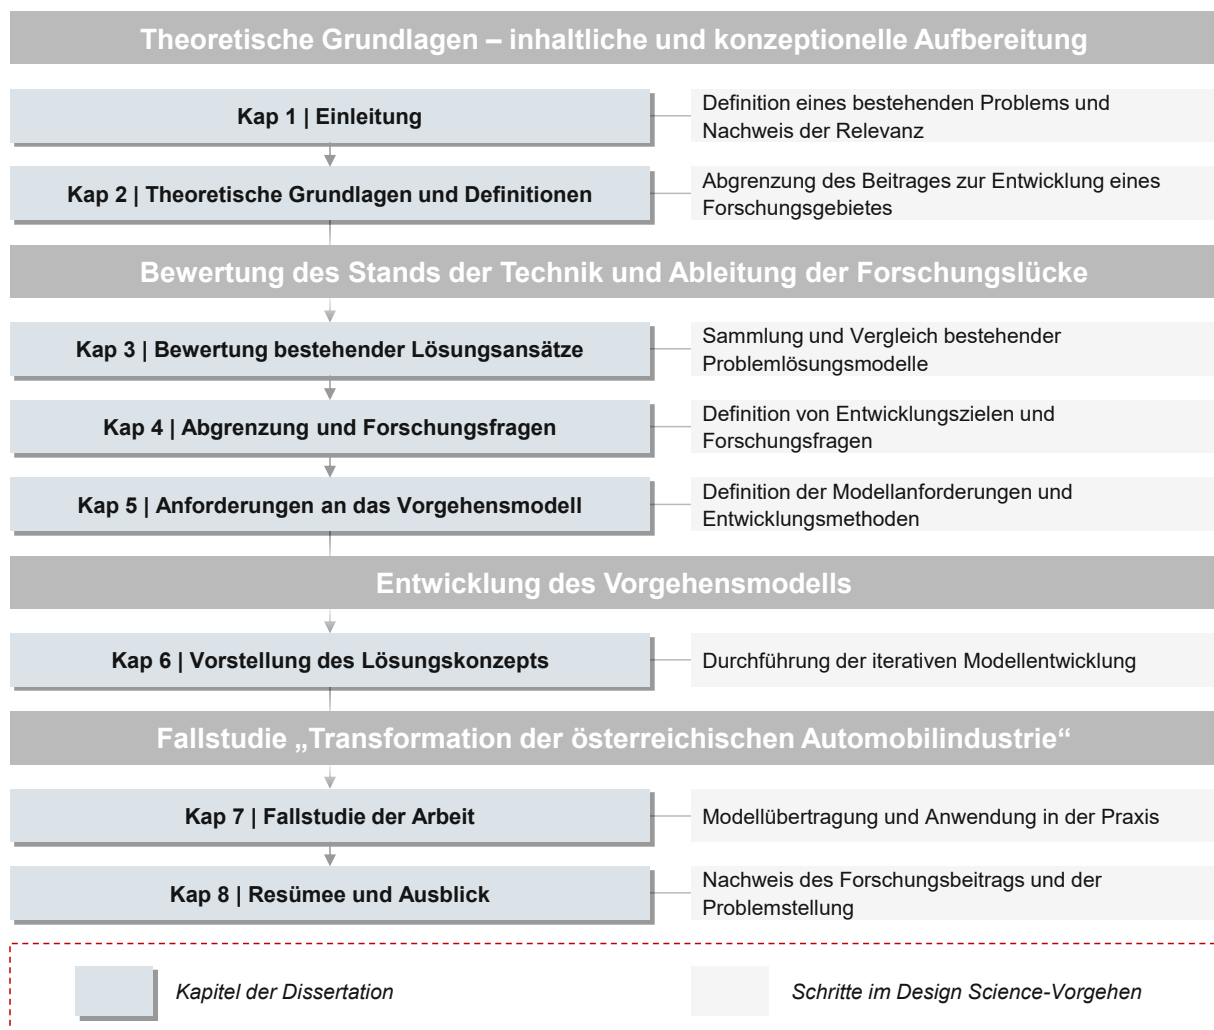 Theoretische Grundlagen – inhaltliche und konzeptionelle Aufbereitung
Kap 1 | Einleitung
Definition eines bestehenden Problems und
Nachweis der Relevanz
Kap 2 | Theoretische Grundlagen und Definitionen
Abgrenzung des Beitrages zur Entwicklung eines
Forschungsgebietes
Bewertung des Stands der Technik und Ableitung der Forschungslücke
Kap 3 | Bewertung bestehender Lösungsansätze
Sammlung und Vergleich bestehender
Problemlösungsmodelle
Kap 4 | Abgrenzung und Forschungsfragen
Definition von Entwicklungszielen und
Forschungsfragen
Kap 5 | Anforderungen an das Vorgehensmodell
Definition der Modellanforderungen und
Entwicklungsmethoden
Entwicklung des Vorgehensmodells
Kap 6 | Vorstellung des Lösungskonzepts
Durchführung der iterativen Modellentwicklung
Fallstudie „Transformation der österreichischen Automobilindustrie“
Kap 7 | Fallstudie der Arbeit
Modellübertragung und Anwendung in der Praxis
Kap 8 | Resümee und Ausblick
Nachweis des Forschungsbeitrags und der
Problemstellung
Kapitel der Dissertation
Schritte im Design Science-Vorgehen